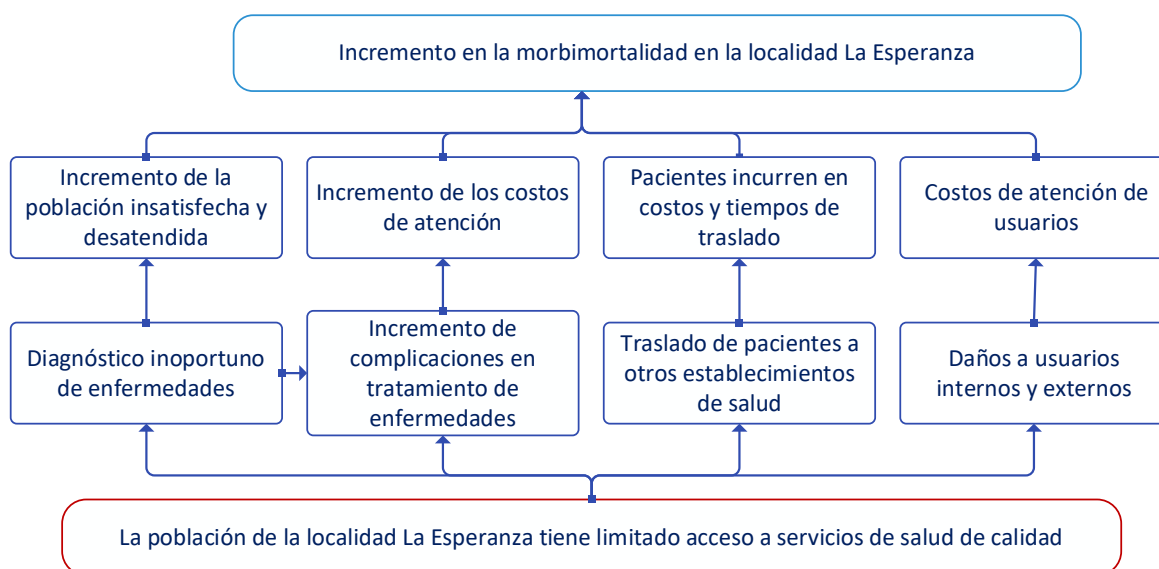 Incremento en la morbimortalidad en la localidad La Esperanza
Incremento de la
población insatisfecha y
desatendida
Incremento de los costos
de atención
Pacientes incurren en
costos y tiempos de
traslado
Costos de atención de
usuarios
Diagnóstico inoportuno
de enfermedades
Incremento de
complicaciones en
tratamiento de
enfermedades
Traslado de pacientes a
otros establecimientos
de salud
Daños a usuarios
internos y externos
La población de la localidad La Esperanza tiene limitado acceso a servicios de salud de calidad